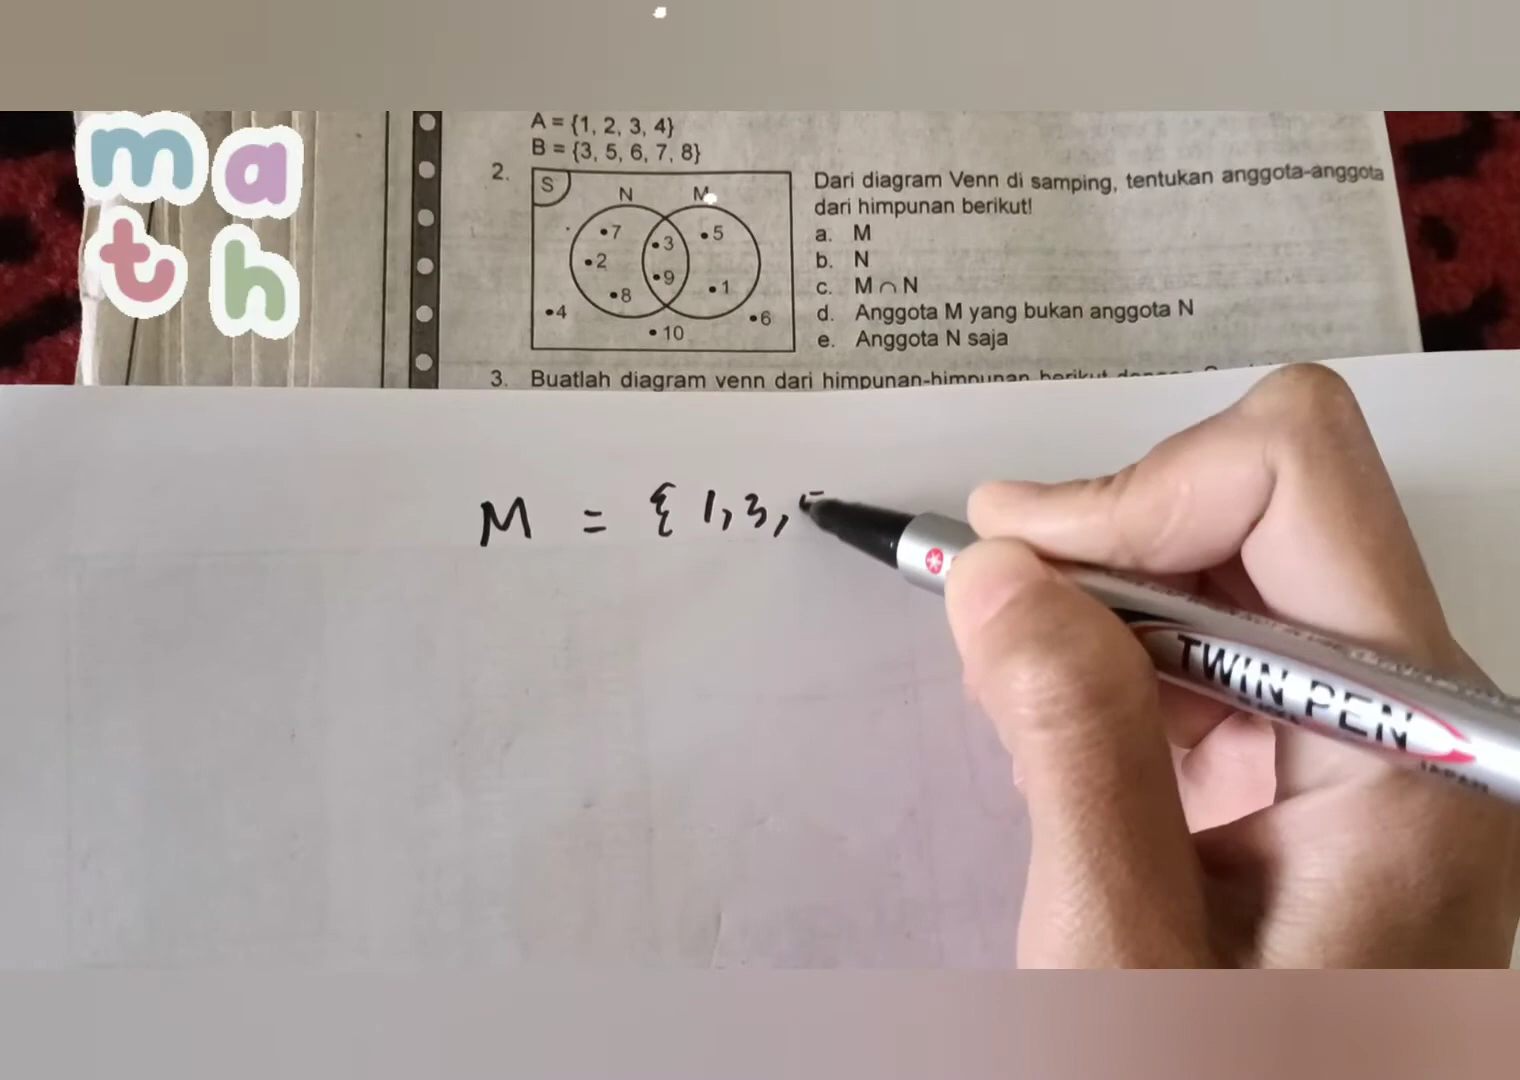 math
A = {1, 2, 3, 4}
B = {3, 5, 6, 7, 8}
2.
S
N M
•7 •3 •5
•2
•9
•8 •1
•4 •6
•10
Dari diagram Venn di samping, tentukan anggota-anggota
dari himpunan berikut!
a. M
b. N
c. M ∩ N
d. Anggota M yang bukan anggota N
e. Anggota N saja
3. Buatlah diagram venn dari himpunan-himpunan berikut
M = { 1, 3, 5
TWIN PEN